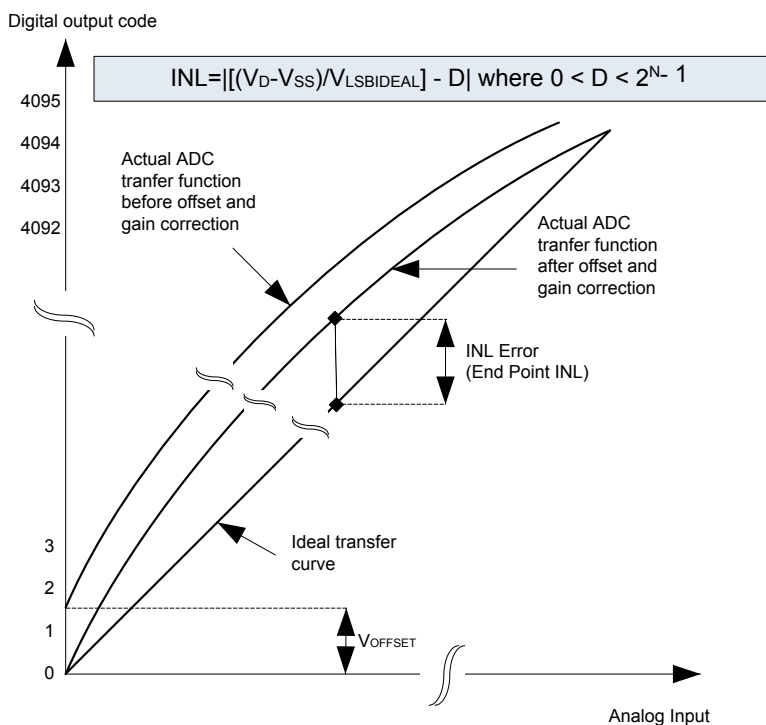 Digital output code
INL=|[(VD-VSS)/VLSBIDEAL] - D| where 0 < D < 2^N- 1
4095
4094
4093
4092
Actual ADC
tranfer function
before offset and
gain correction
Actual ADC
tranfer function
after offset and
gain correction
INL Error
(End Point INL)
Ideal transfer
curve
3
2
1
0
VOFFSET
Analog Input